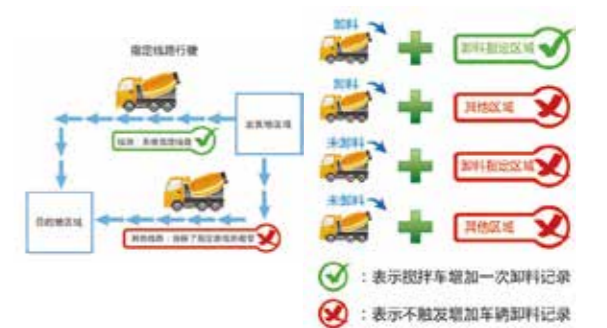 指定线路行驶
出发地区域
目的地区域
卸料
卸料指定区域
卸料
其他区域
未卸料
卸料指定区域
未卸料
其他区域
：表示搅拌车增加一次卸料记录
：表示不触发增加车辆卸料记录